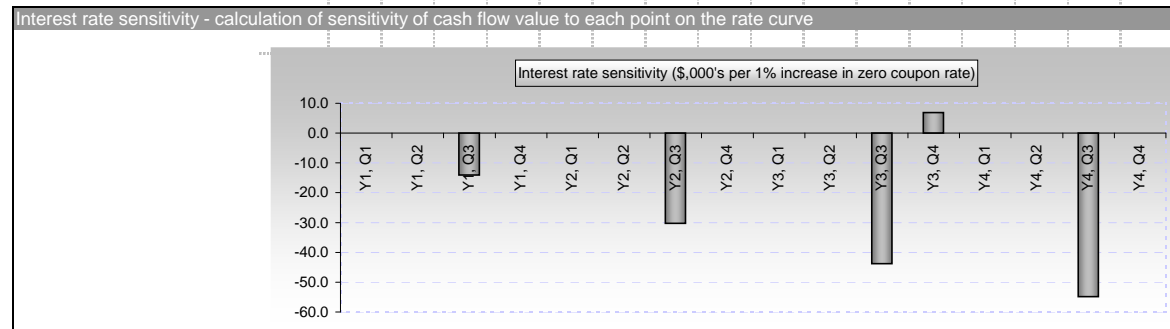 Interest rate sensitivity - calculation of sensitivity of cash flow value to each point on the rate curve
Interest rate sensitivity ($,000's per 1% increase in zero coupon rate)
10.0
0.0
-10.0
-20.0
-30.0
-40.0
-50.0
-60.0
Y1, Q1
Y1, Q2
Y1, Q3
Y1, Q4
Y2, Q1
Y2, Q2
Y2, Q3
Y2, Q4
Y3, Q1
Y3, Q2
Y3, Q3
Y3, Q4
Y4, Q1
Y4, Q2
Y4, Q3
Y4, Q4